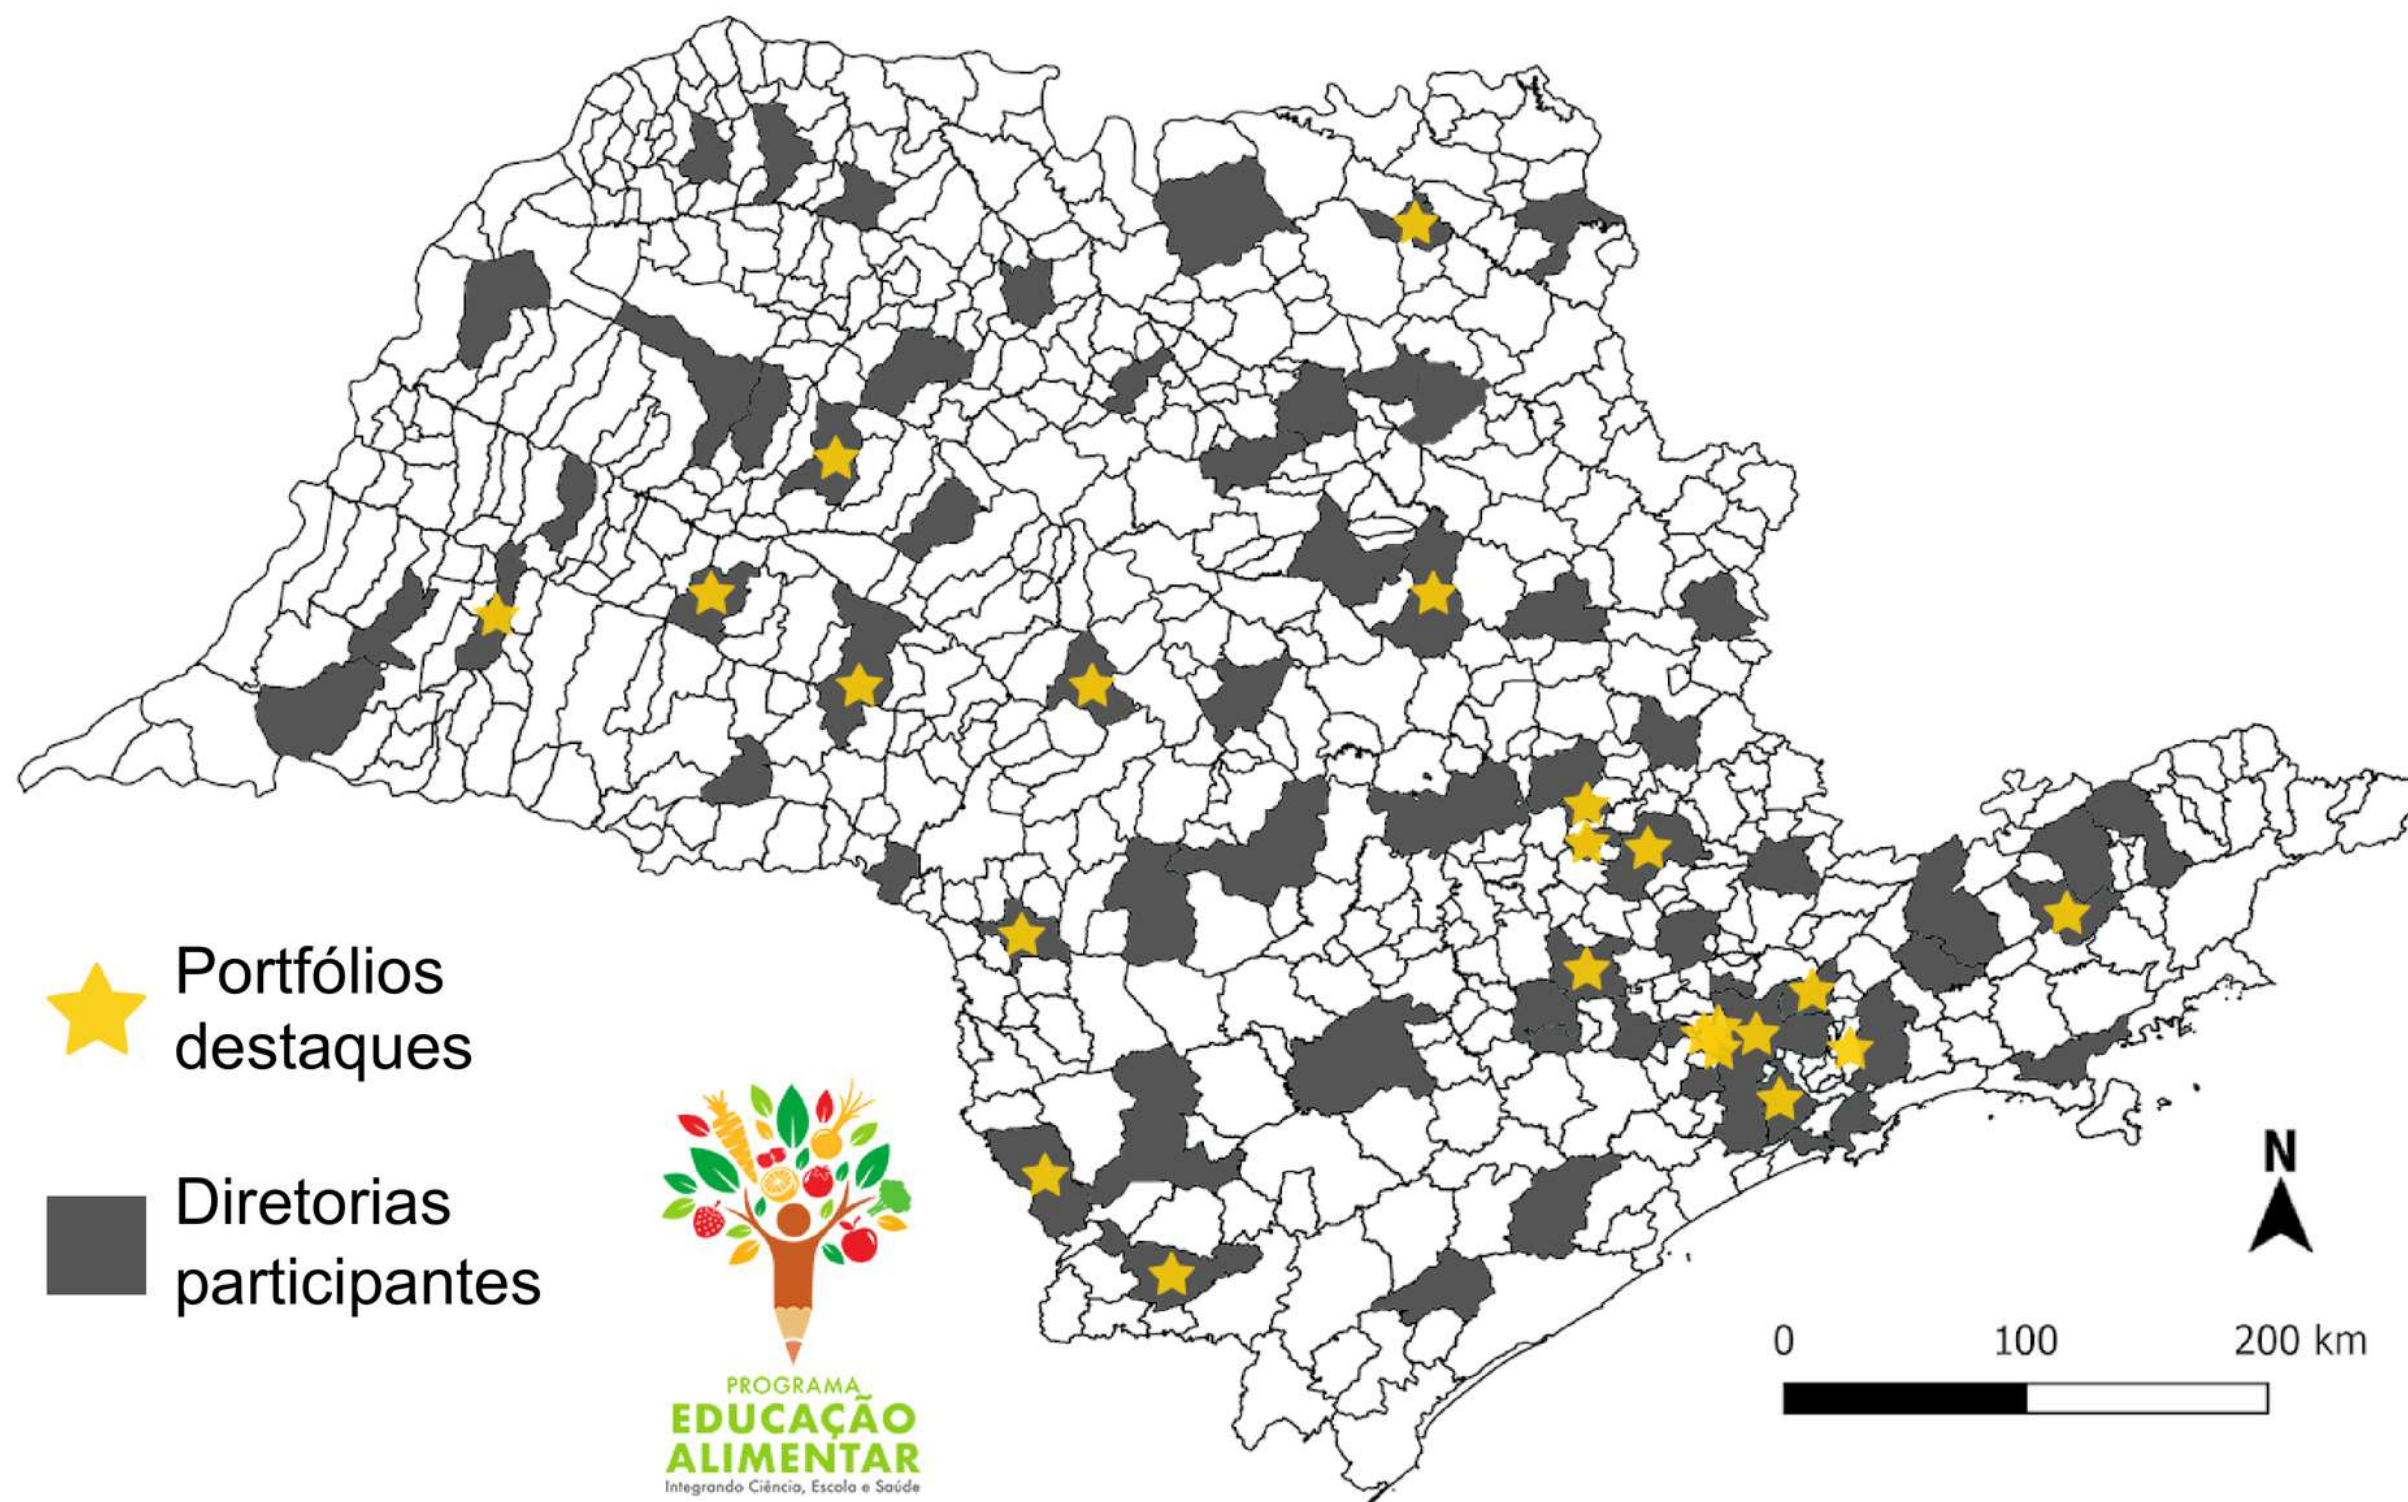 Portfólios
destaques
Diretorias
participantes
PROGRAMA
EDUCAÇÃO
ALIMENTAR
Integrando Ciência, Escola e Saúde
N
0 100 200 km